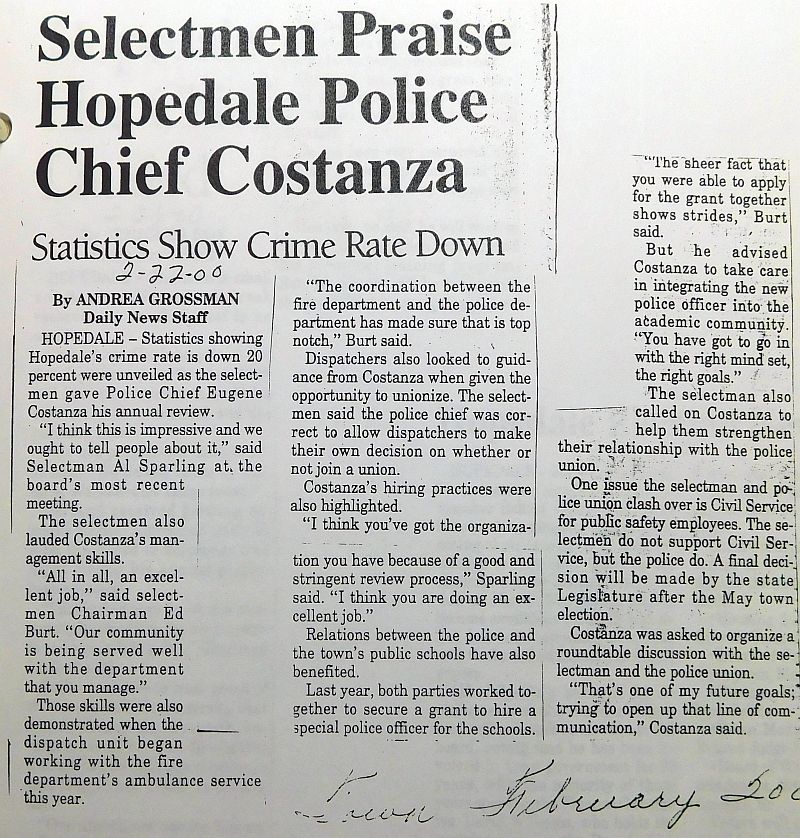 Selectmen Praise
Hopedale Police
Chief Costanza
Statistics Show Crime Rate Down
2-22-00
By ANDREA GROSSMAN
Daily News Staff
HOPEDALE – Statistics showing
Hopedale's crime rate is down 20
percent were unveiled as the select-
men gave Police Chief Eugene
Costanza his annual review.
"I think this is impressive and we
ought to tell people about it," said
Selectman Al Sparling at the
board's most recent
meeting.
The selectmen also
lauded Costanza's man-
agement skills.
"All in all, an excel-
lent job," said select-
men Chairman Ed
Burt. "Our community
is being served well
with the department
that you manage."
Those skills were also
demonstrated when the
dispatch unit began
working with the fire
department's ambulance service
this year.
"The coordination between the
fire department and the police de-
partment has made sure that is top
notch," Burt said.
Dispatchers also looked to guid-
ance from Costanza when given the
opportunity to unionize. The select-
men said the police chief was cor-
rect to allow dispatchers to make
their own decision on whether or
not join a union.
Costanza's hiring practices were
also highlighted.
"I think you've got the organiza-
tion you have because of a good and
stringent review process," Sparling
said. "I think you are doing an ex-
cellent job."
Relations between the police and
the town's public schools have also
benefited.
Last year, both parties worked to-
gether to secure a grant to hire a
special police officer for the schools.
"The sheer fact that
you were able to apply
for the grant together
shows strides," Burt
said.
But he advised
Costanza to take care
in integrating the new
police officer into the
academic community.
"You have got to go in
with the right mind set,
the right goals."
The selectman also
called on Costanza to
help them strengthen
their relationship with the police
union.
One issue the selectman and po-
lice union clash over is Civil Service
for public safety employees. The se-
lectmen do not support Civil Ser-
vice, but the police do. A final deci-
sion will be made by the state
Legislature after the May town
election.
Costanza was asked to organize a
roundtable discussion with the se-
lectman and the police union.
"That's one of my future goals;
trying to open up that line of com-
munication," Costanza said.
Town February 200